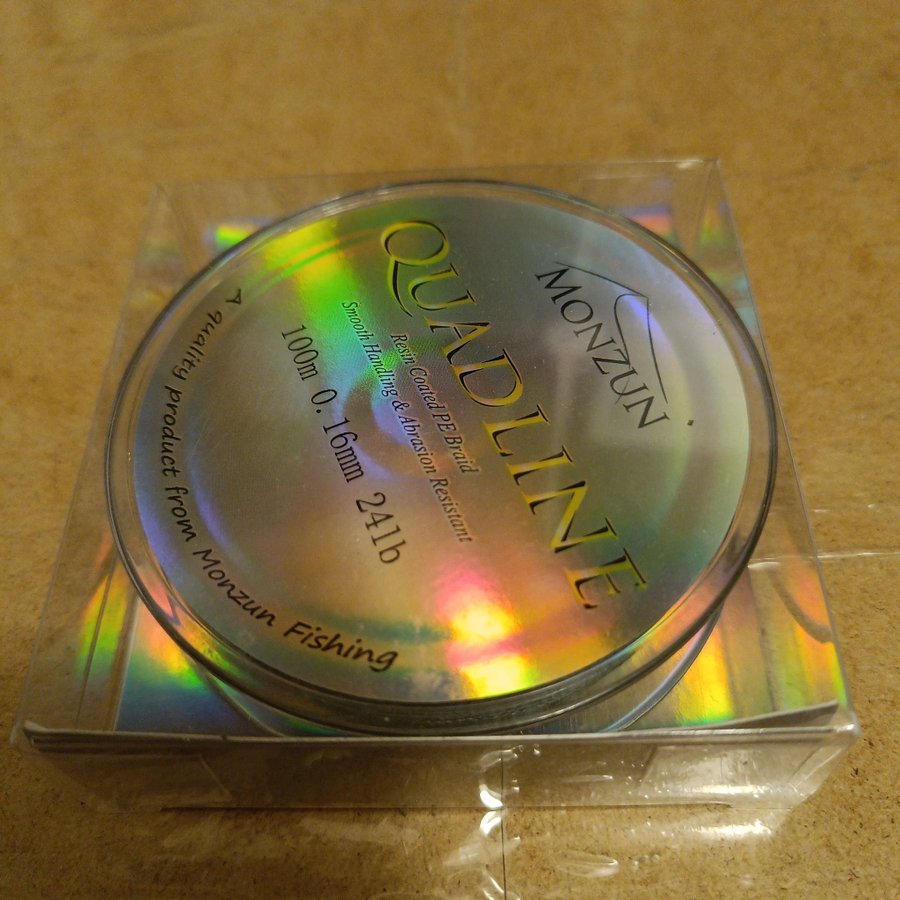 MONZUN
QUADLINE
Resin Coated PE Braid
Smooth Handling & Abrasion Resistant
100m 0.16mm 24lb
A quality product from Monzun Fishing